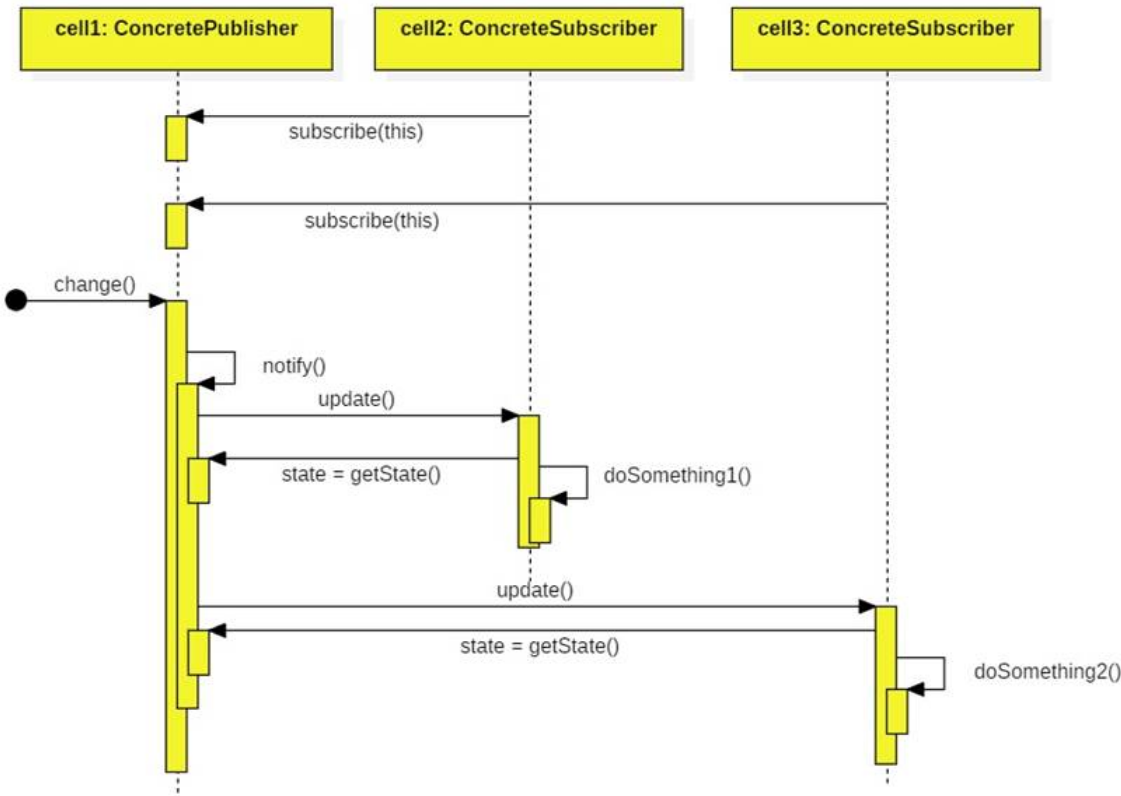 cell1: ConcretePublisher
cell2: ConcreteSubscriber
cell3: ConcreteSubscriber
subscribe(this)
subscribe(this)
change()
notify()
update()
state = getState()
doSomething1()
update()
state = getState()
doSomething2()